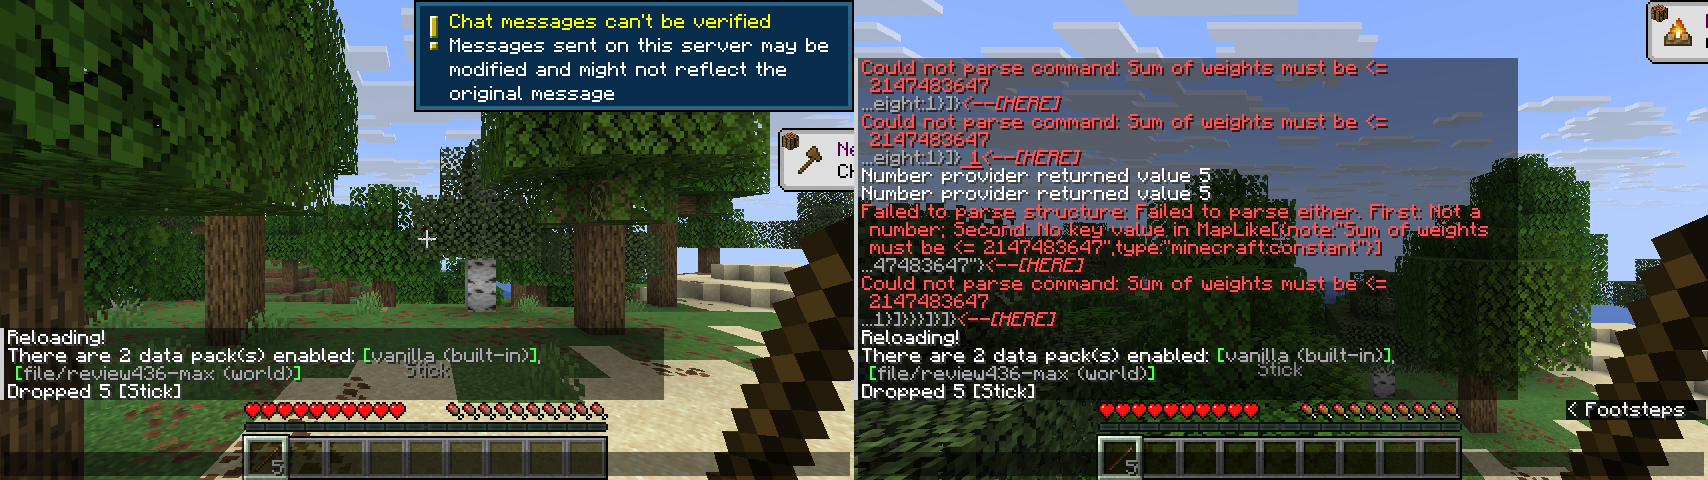 Chat messages can't be verified
Messages sent on this server may be
modified and might not reflect the
original message
Ne
Ch
Reloading!
There are 2 data pack(s) enabled: [vanilla (built-in)],
[file/review436-max (world)]
Stick
Dropped 5 [Stick]
5
Could not parse command: Sum of weights must be <=
2147483647
...eight:1}]}<--[HERE]
Could not parse command: Sum of weights must be <=
2147483647
...eight:1}]} 1<--[HERE]
Number provider returned value 5
Number provider returned value 5
Failed to parse structure: Failed to parse either. First: Not a
number; Second: No key value in MapLike[{note:"Sum of weights
must be <= 2147483647",type:"minecraft:constant"}]
...47483647"}<--[HERE]
Could not parse command: Sum of weights must be <=
2147483647
...1}]}}}]}]}<--[HERE]
Reloading!
There are 2 data pack(s) enabled: [vanilla (built-in)],
[file/review436-max (world)]
Stick
Dropped 5 [Stick]
< Footsteps
5